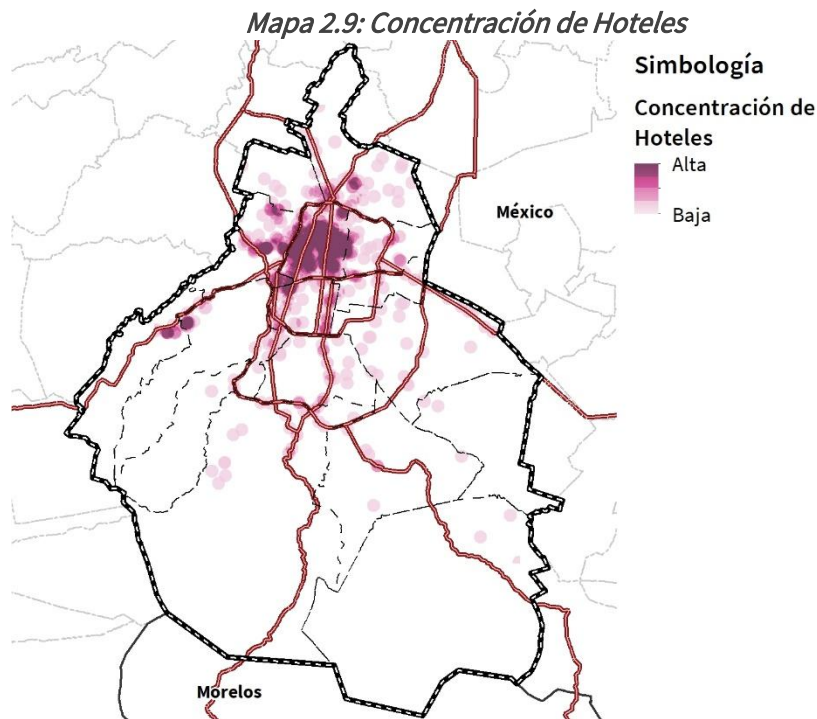 Mapa 2.9: Concentración de Hoteles
Simbología
Concentración de
Hoteles
Alta
Baja
México
Morelos